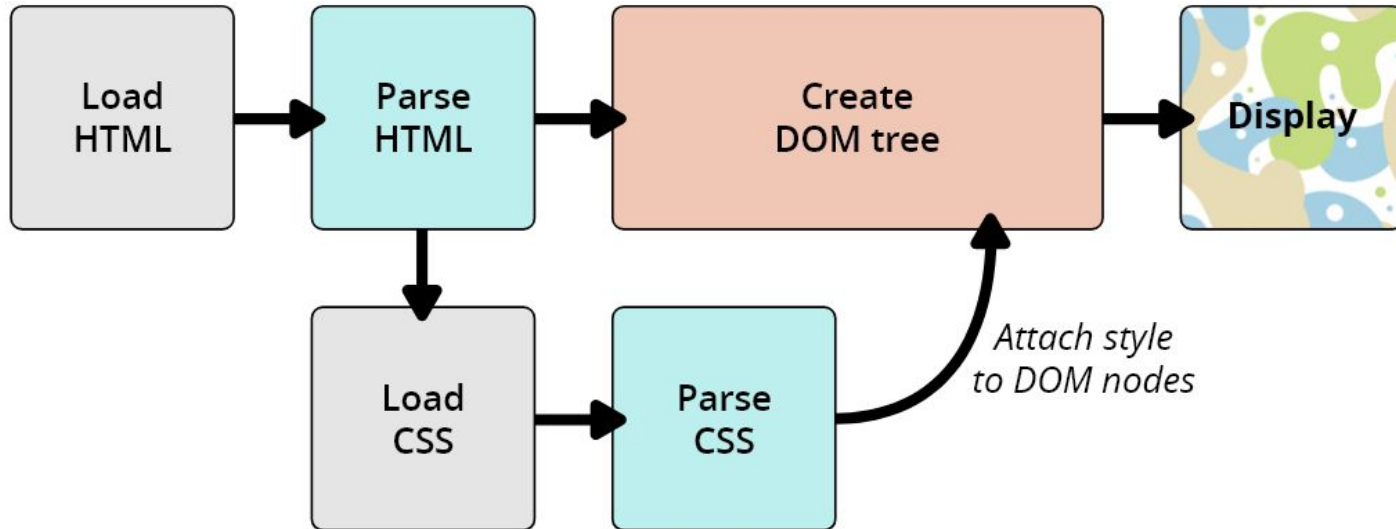 Load
HTML
Parse
HTML
Create
DOM tree
Display
Load
CSS
Parse
CSS
Attach style
to DOM nodes